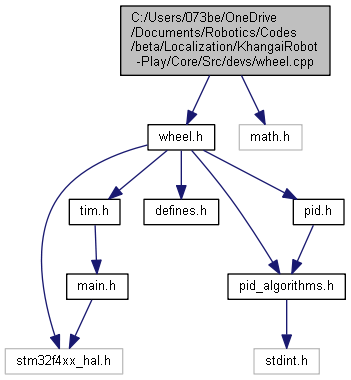 C:/Users/073be/OneDrive
/Documents/Robotics/Codes
/beta/Localization/KhangaiRobot
-Play/Core/Src/devs/wheel.cpp
wheel.h
math.h
tim.h
defines.h
pid.h
main.h
pid_algorithms.h
stm32f4xx_hal.h
stdint.h